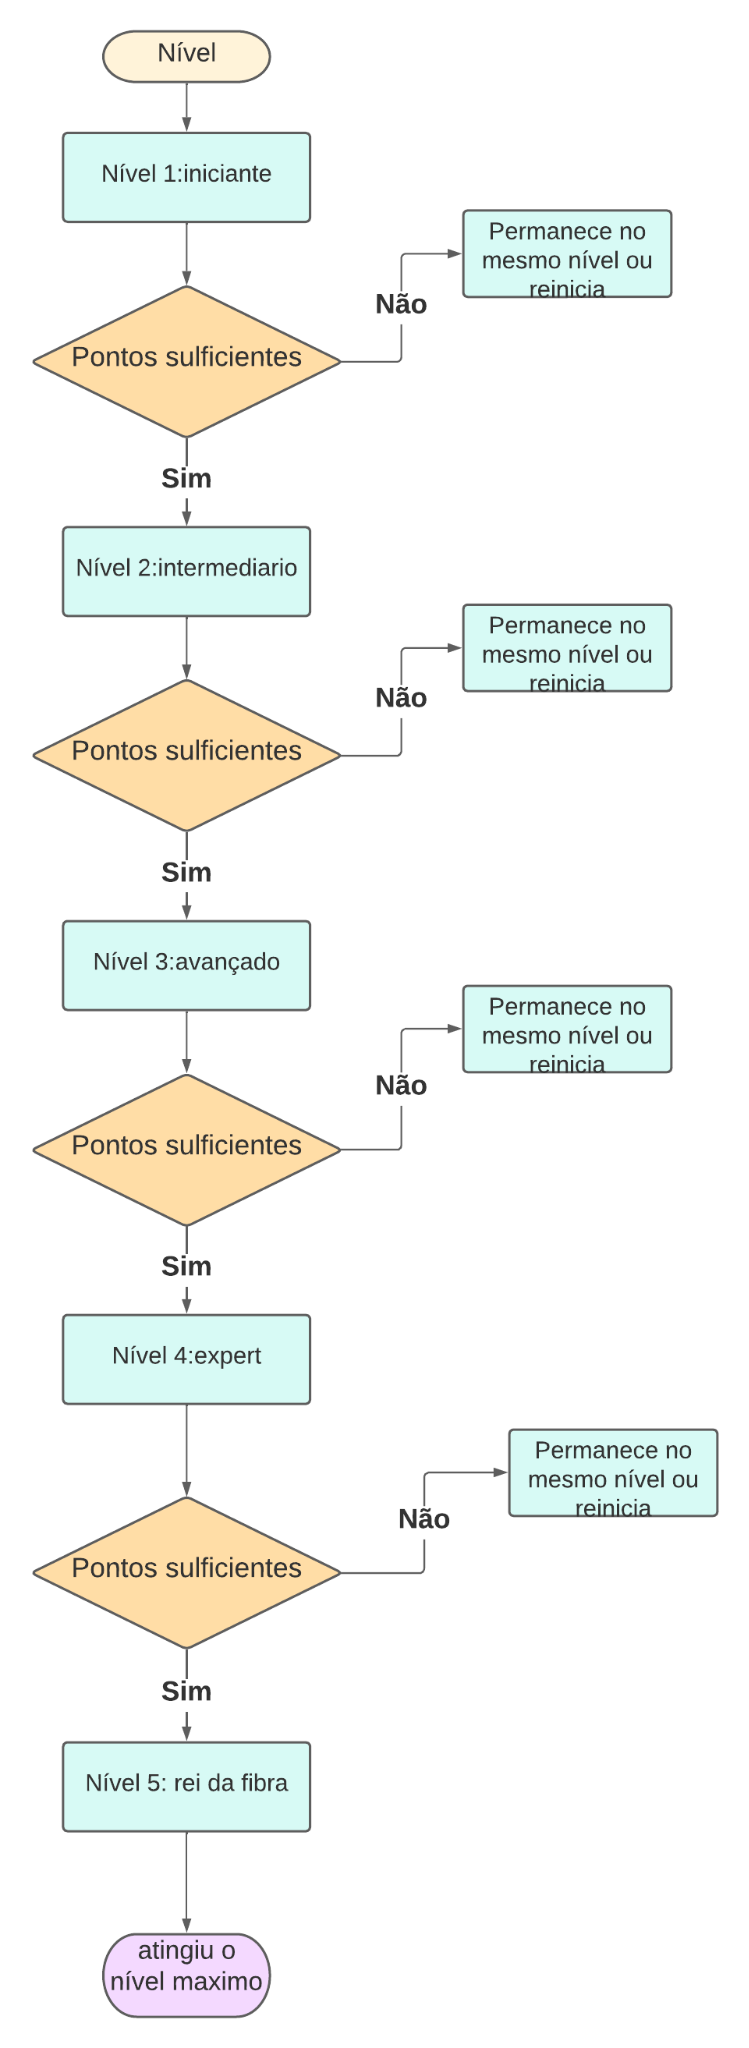 Nível
Nível 1:iniciante
Permanece no
mesmo nível ou
reinicia
Não
Pontos sulficientes
Sim
Nível 2:intermediario
Permanece no
mesmo nível ou
reinicia
Não
Pontos sulficientes
Sim
Nível 3:avançado
Permanece no
mesmo nível ou
reinicia
Não
Pontos sulficientes
Sim
Nível 4:expert
Permanece no
mesmo nível ou
reinicia
Não
Pontos sulficientes
Sim
Nível 5: rei da fibra
atingiu o
nível maximo